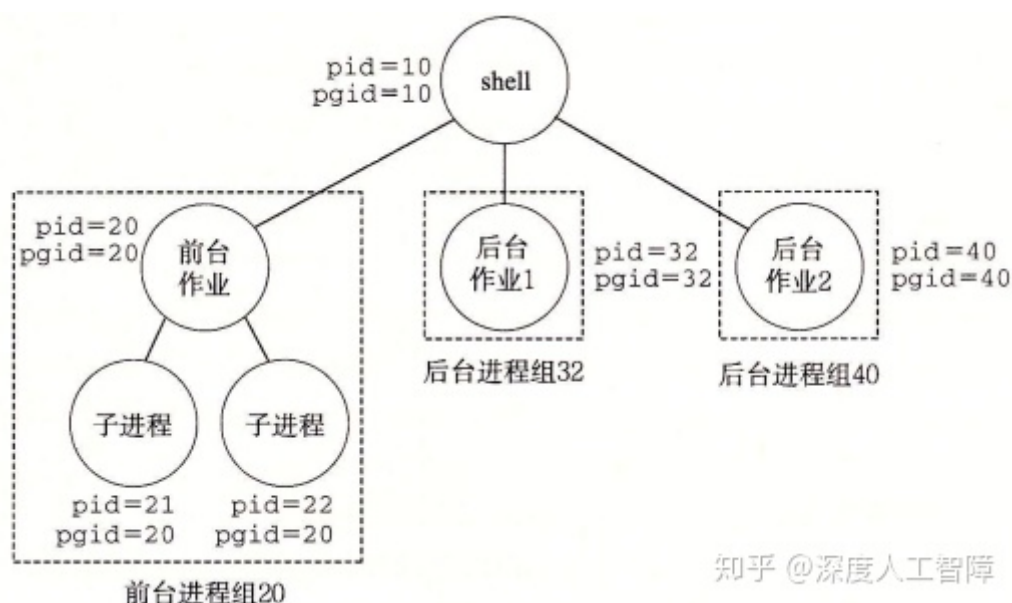 pid=10
pgid=10
shell
pid=20
pgid=20
前台
作业
后台
作业1
pid=32
pgid=32
后台
作业2
pid=40
pgid=40
后台进程组32
后台进程组40
子进程
子进程
pid=21
pgid=20
pid=22
pgid=20
前台进程组20
知乎 @深度人工智障